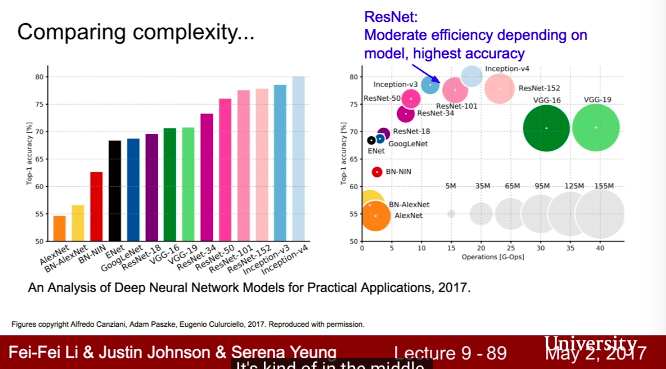 Comparing complexity...
ResNet:
Moderate efficiency depending on
model, highest accuracy
Top-1 accuracy [%]
80
75
70
65
60
55
50
AlexNet
BN-AlexNet
BN-NIN
ENet
GoogLeNet
ResNet-18
VGG-16
VGG-19
ResNet-34
ResNet-50
ResNet-101
ResNet-152
Inception-v3
Inception-v4
Top-1 accuracy [%]
80
75
70
65
60
55
50
Inception-v4
Inception-v3
ResNet-152
ResNet-50
ResNet-101
VGG-16
VGG-19
ResNet-34
ResNet-18
GoogLeNet
ENet
BN-NIN
5M 35M 65M 95M 125M 155M
BN-AlexNet
AlexNet
0 5 10 15 20 25 30 35 40
Operations [G-Ops]
An Analysis of Deep Neural Network Models for Practical Applications, 2017.
Figures copyright Alfredo Canziani, Adam Paszke, Eugenio Culurciello, 2017. Reproduced with permission.
Fei-Fei Li & Justin Johnson & Serena Yeung
Lecture 9 - 89
University
May 2, 2017
It's kind of in the middle